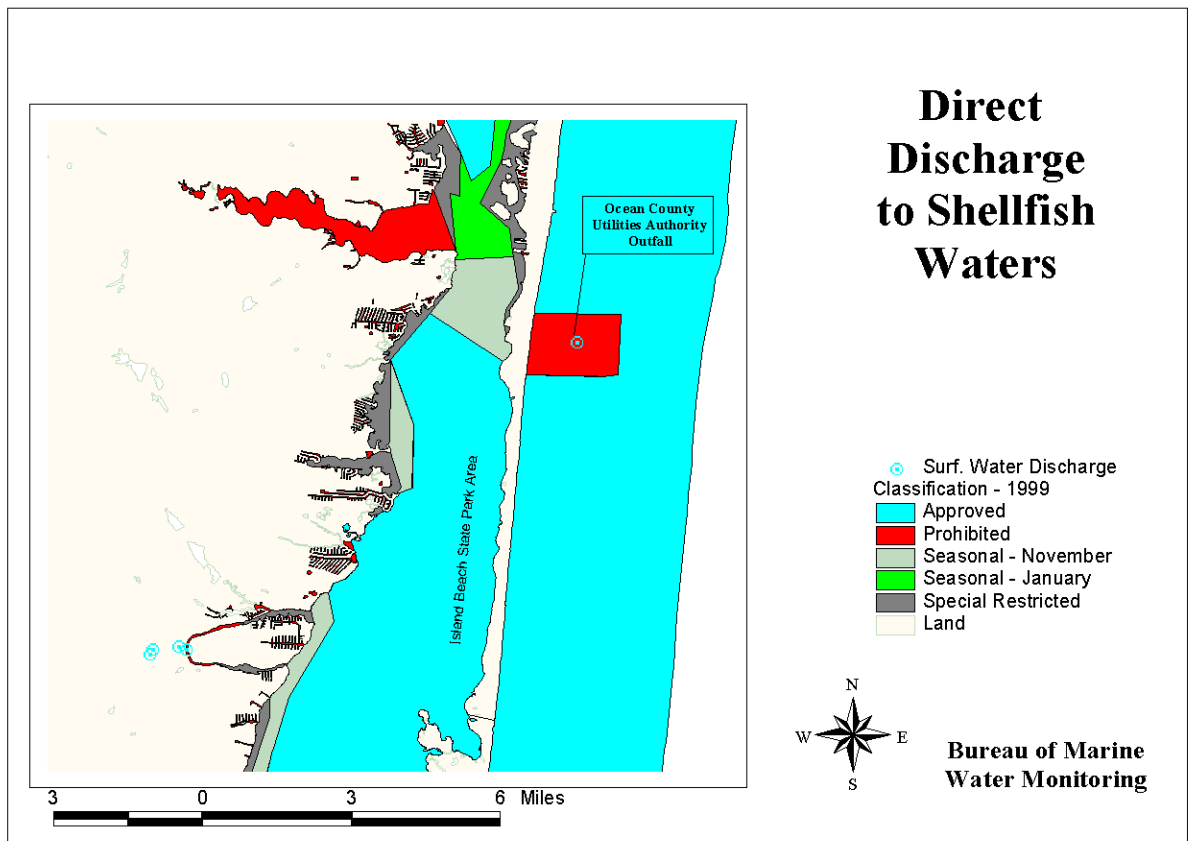 Direct
Discharge
to Shellfish
Waters
Ocean County
Utilities Authority
Outfall
Island Beach State Park Area
Surf. Water Discharge
Classification - 1999
Approved
Prohibited
Seasonal - November
Seasonal - January
Special Restricted
Land
N
W E
S
Bureau of Marine
Water Monitoring
3 0 3 6 Miles